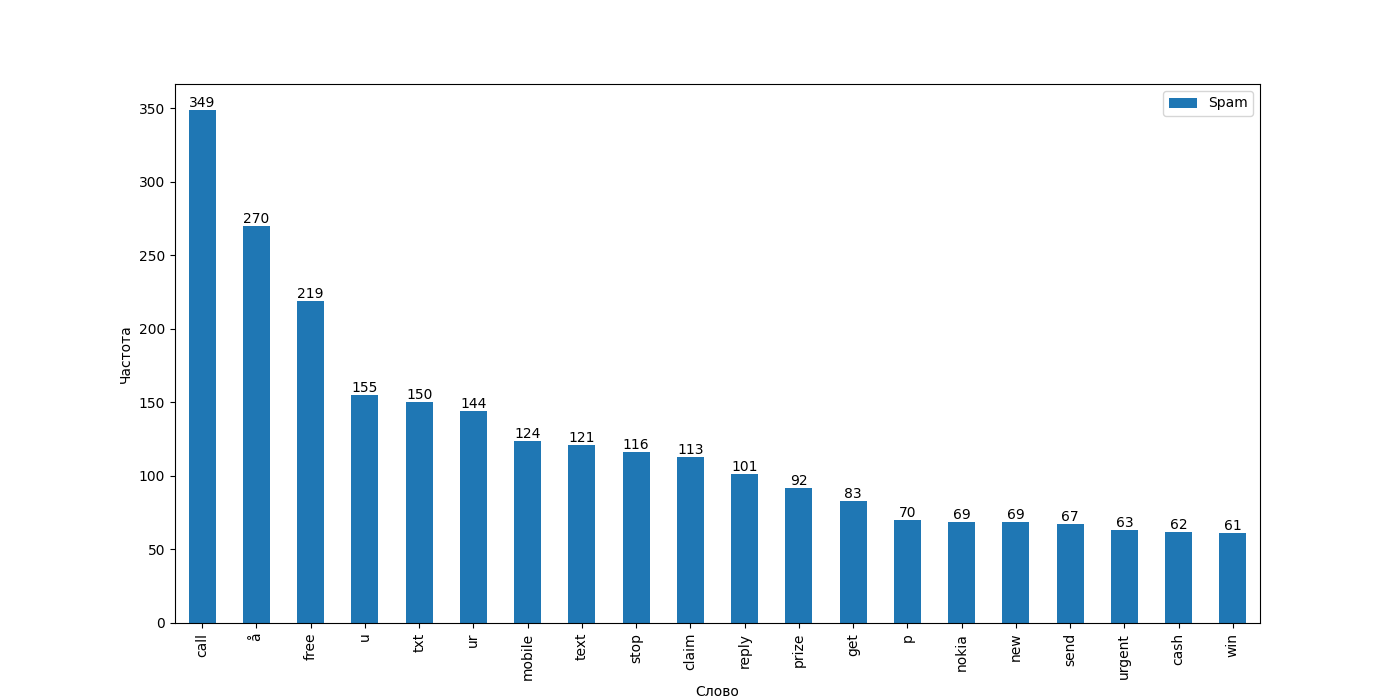 Spam
Частота
350
300
250
200
150
100
50
0
349
270
219
155
150
144
124
121
116
113
101
92
83
70
69
69
67
63
62
61
call
å
free
u
txt
ur
mobile
text
stop
claim
reply
prize
get
p
nokia
new
send
urgent
cash
win
Слово